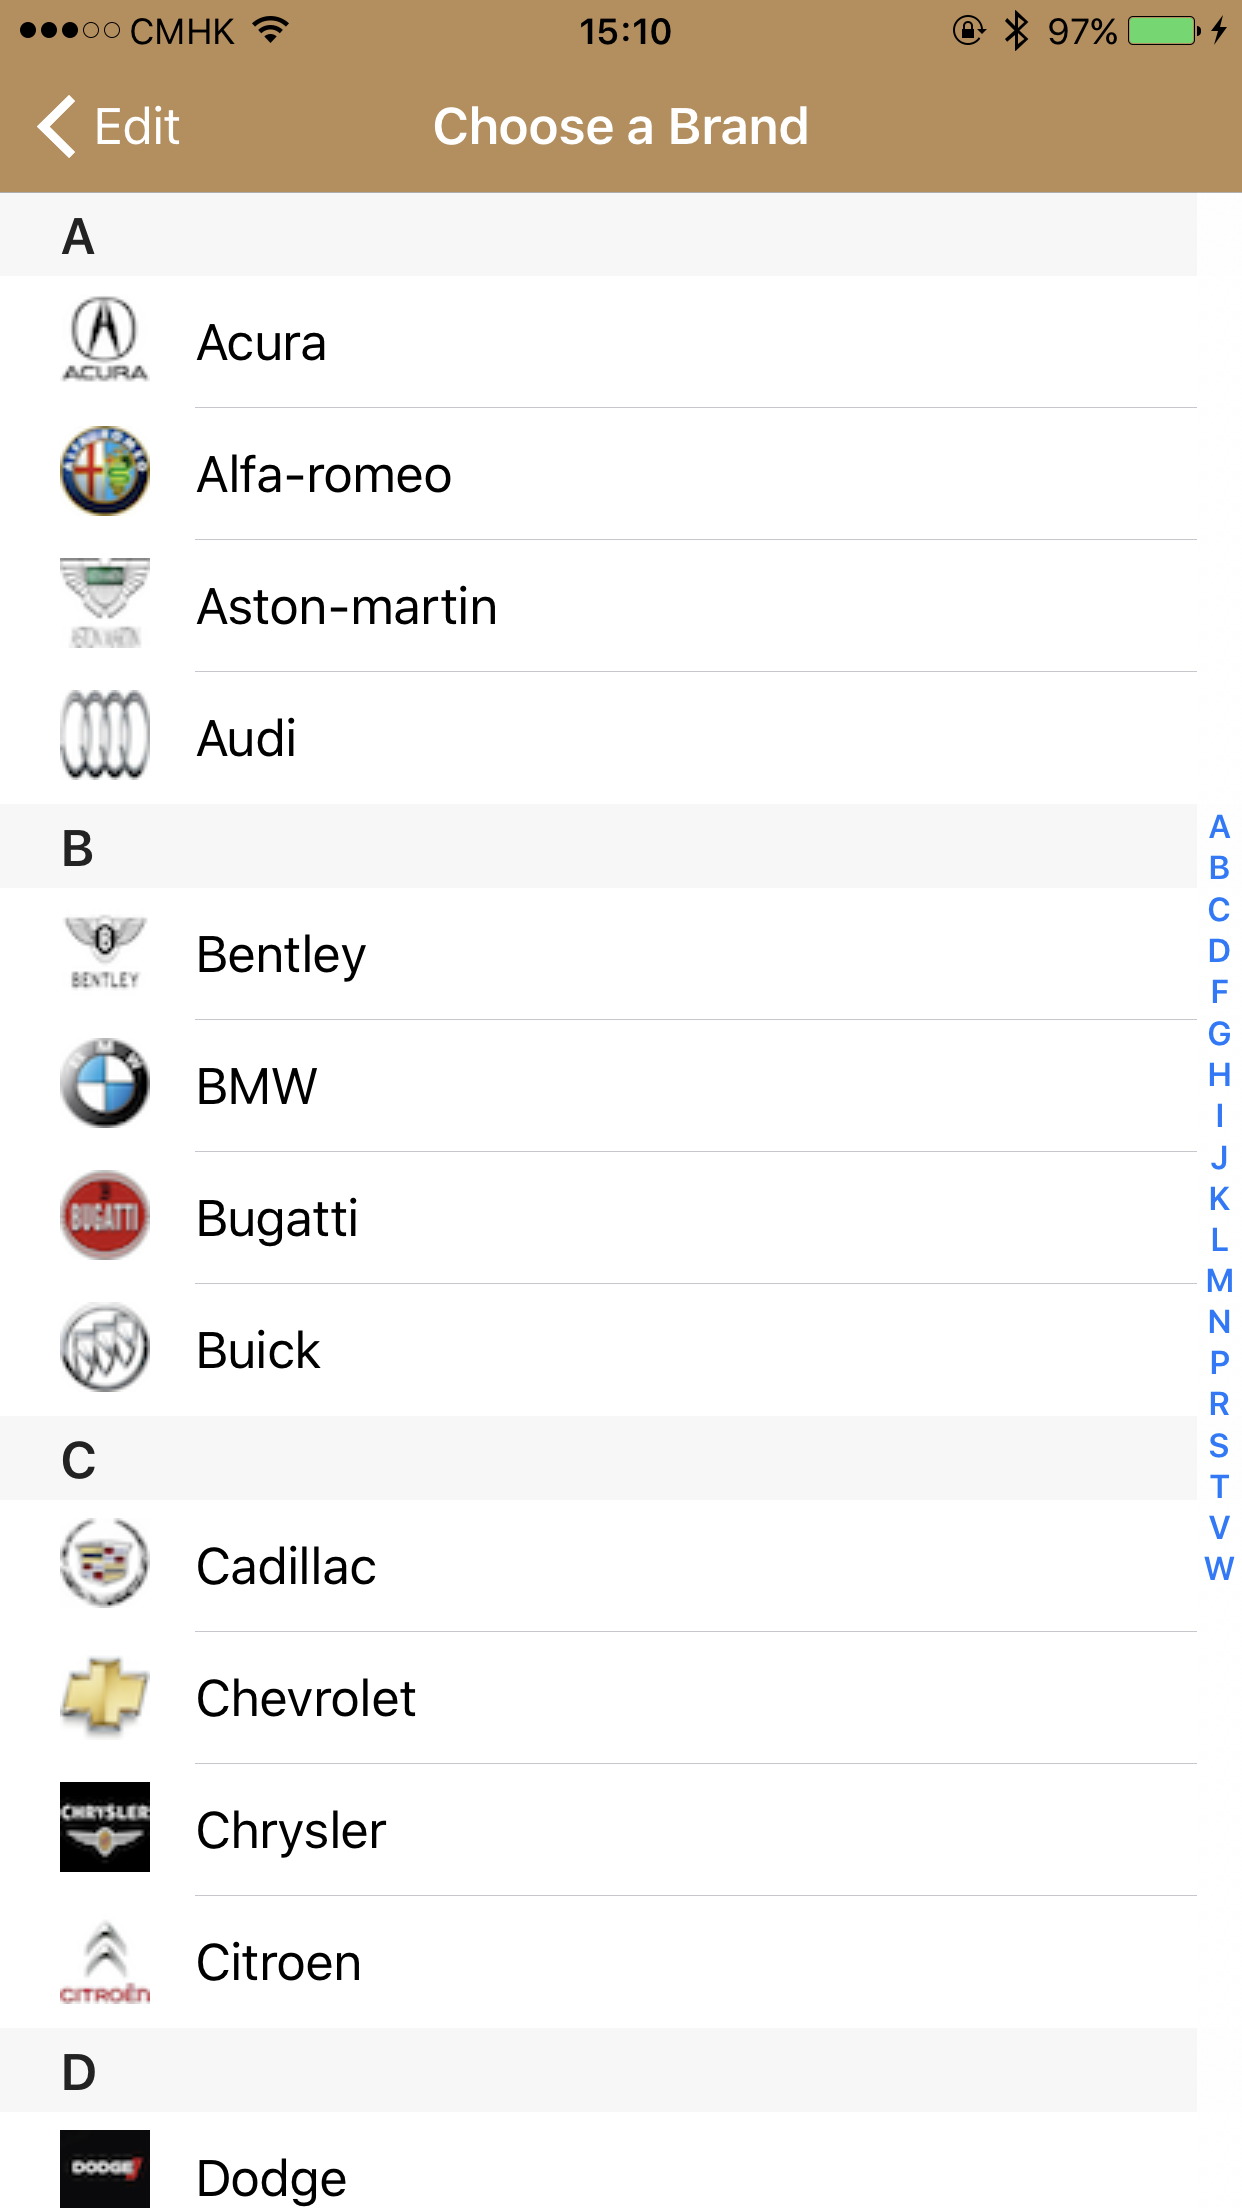 CMHK 15:10 97%
Edit Choose a Brand
A
ACURA Acura
Alfa-romeo
ASTON MARTIN Aston-martin
Audi
B
BENTLEY Bentley
BMW BMW
BUGATTI Bugatti
Buick
C
Cadillac
Chevrolet
CHRYSLER Chrysler
CITROËN Citroen
D
DODGE Dodge
A
B
C
D
F
G
H
I
J
K
L
M
N
P
R
S
T
V
W